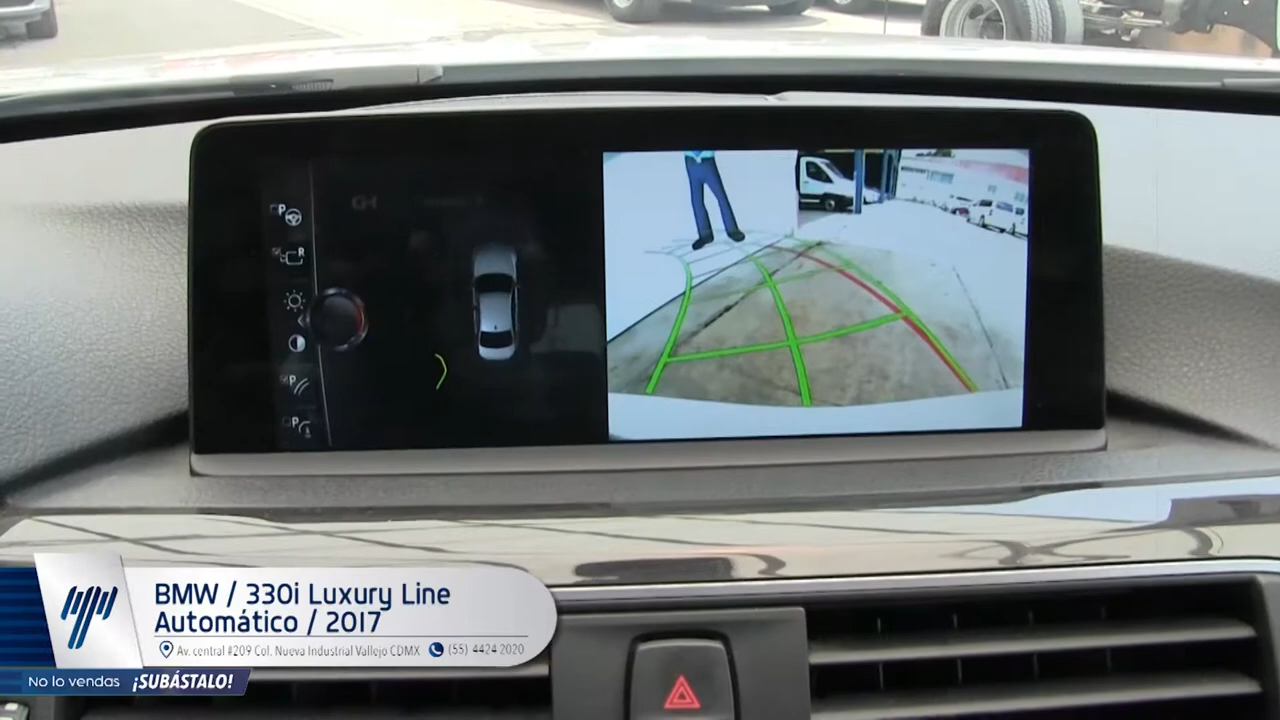 P
R
P
P
BMW / 330i Luxury Line
Automático / 2017
Av. central #209 Col. Nueva Industrial Vallejo CDMX (55) 4424 2020
No lo vendas ¡SUBÁSTALO!